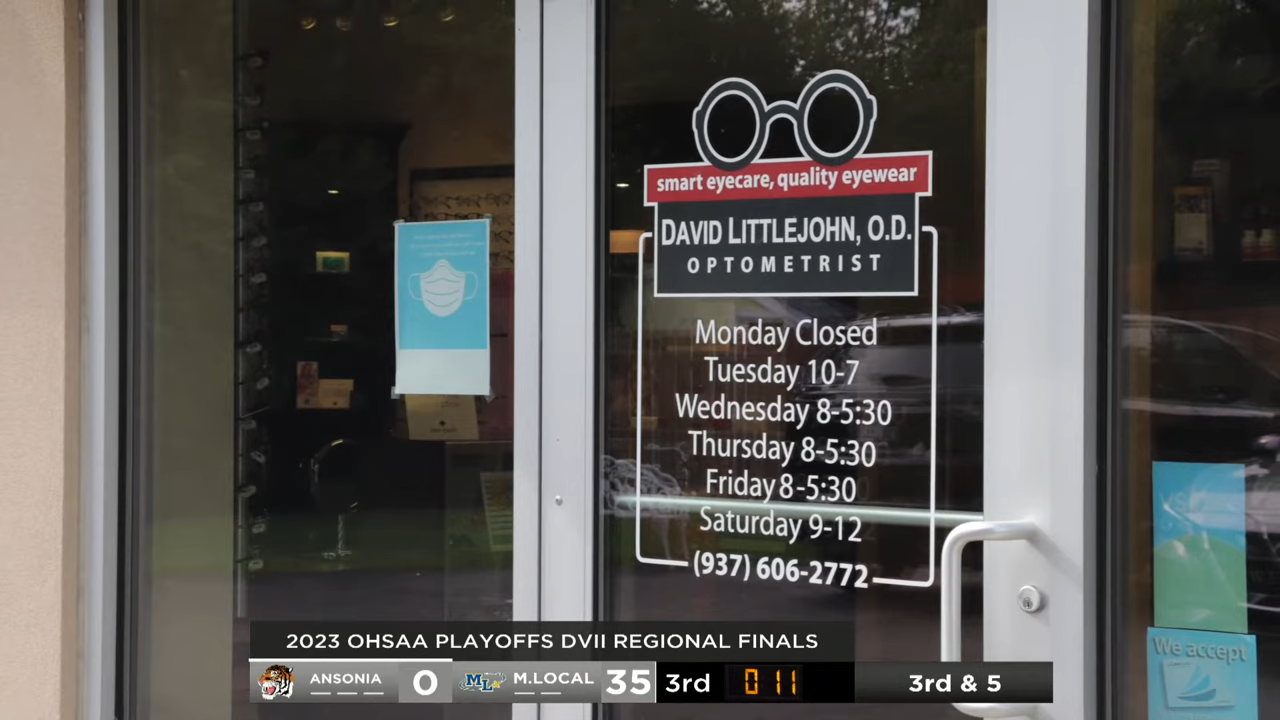 smart eyecare, quality eyewear
DAVID LITTLEJOHN, O.D.
OPTOMETRIST
Monday Closed
Tuesday 10-7
Wednesday 8-5:30
Thursday 8-5:30
Friday 8-5:30
Saturday 9-12
(937) 606-2772
We accept
2023 OHSAA PLAYOFFS DVII REGIONAL FINALS
ANSONIA 0 ML M.LOCAL 35 3rd 0 11 3rd & 5